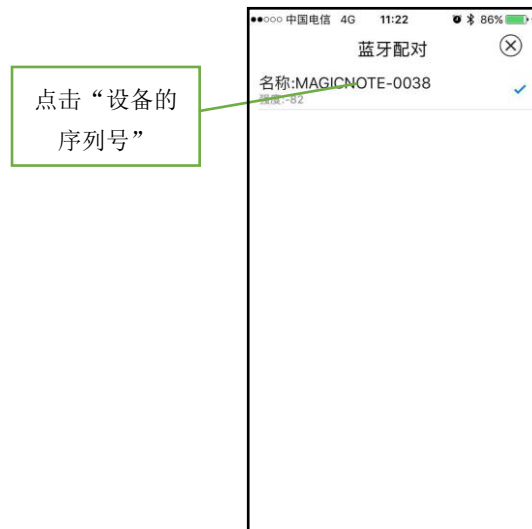 ●●○○○ 中国电信 4G 11:22 86%
蓝牙配对
名称:MAGICNOTE-0038
强度:-82
点击“设备的
序列号”